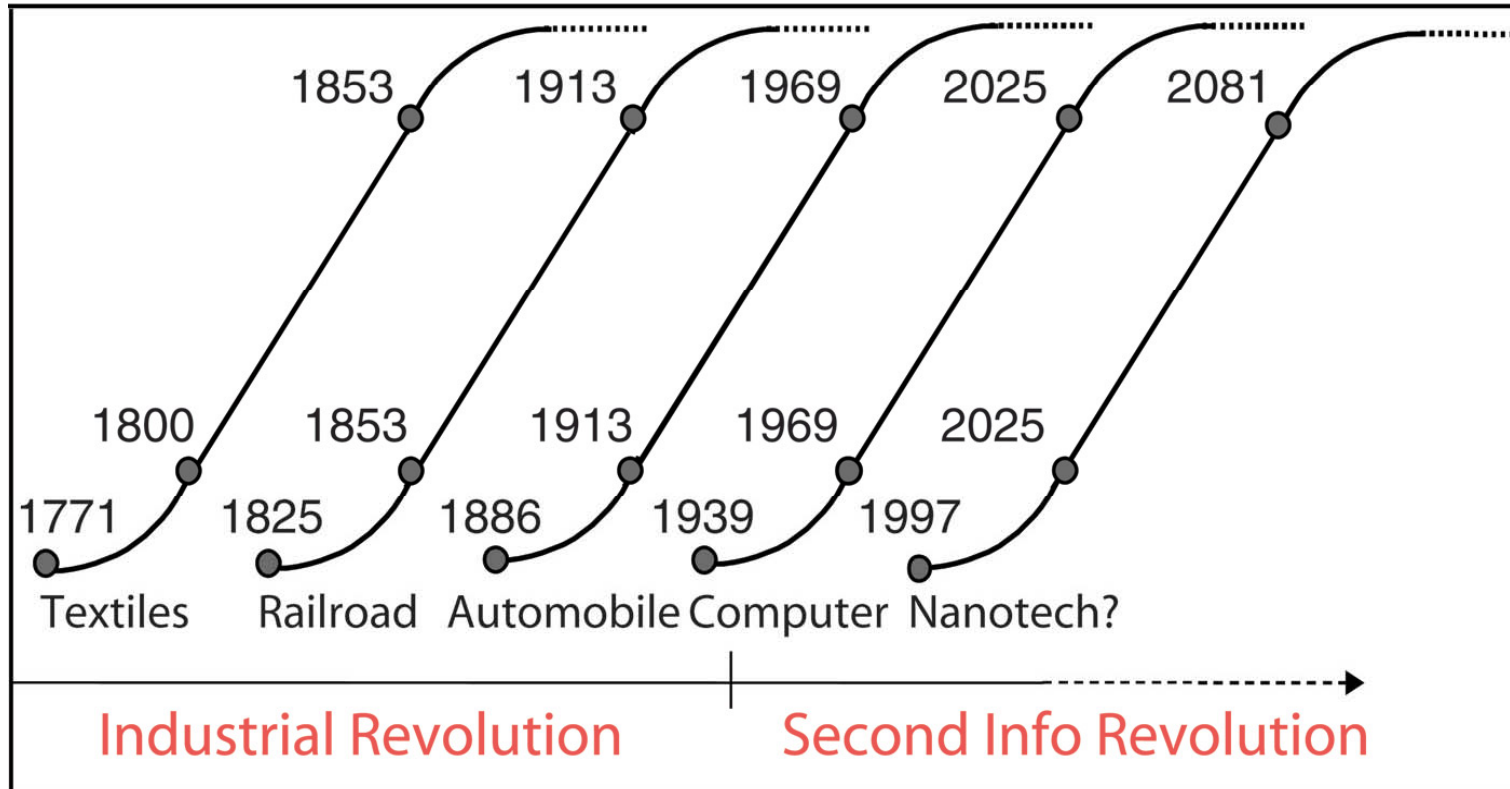 1853 1913 1969 2025 2081
1800 1853 1913 1969 2025
1771 1825 1886 1939 1997
Textiles Railroad Automobile Computer Nanotech?
Industrial Revolution Second Info Revolution